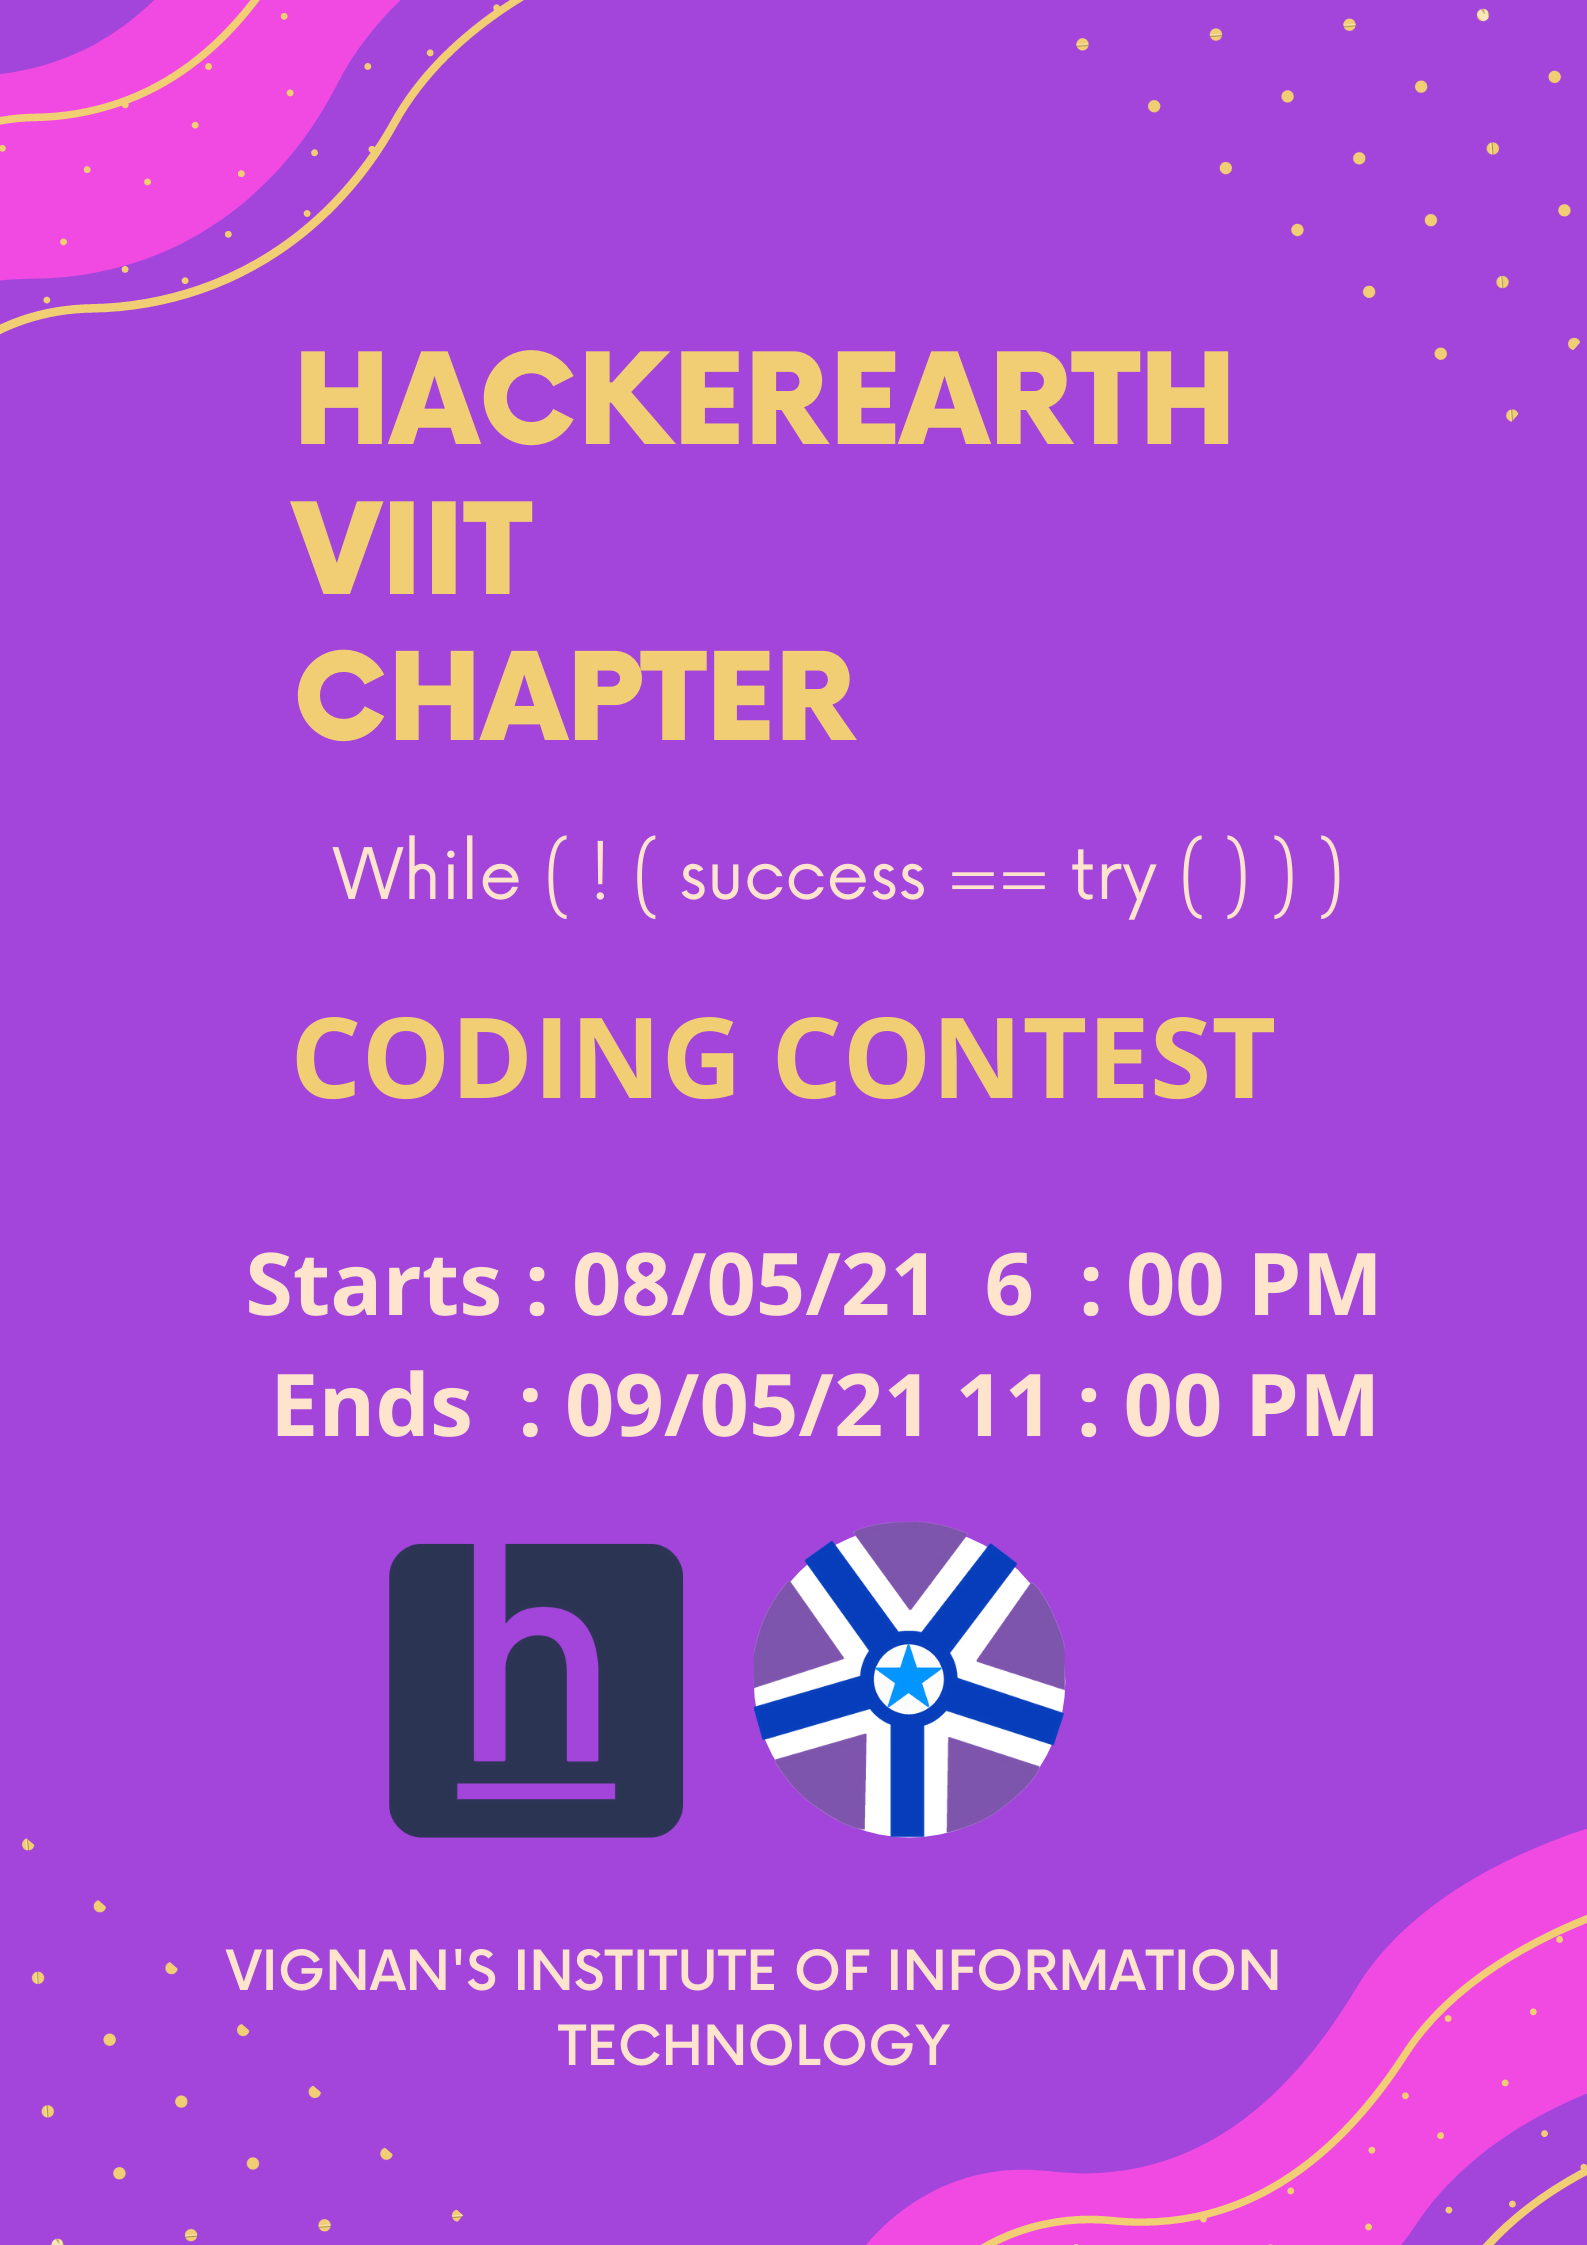 HACKEREARTH
VIIT
CHAPTER
While ( ! ( success == try ( ) ) )
CODING CONTEST
Starts : 08/05/21 6 : 00 PM
Ends : 09/05/21 11 : 00 PM
h
VIGNAN'S INSTITUTE OF INFORMATION
TECHNOLOGY